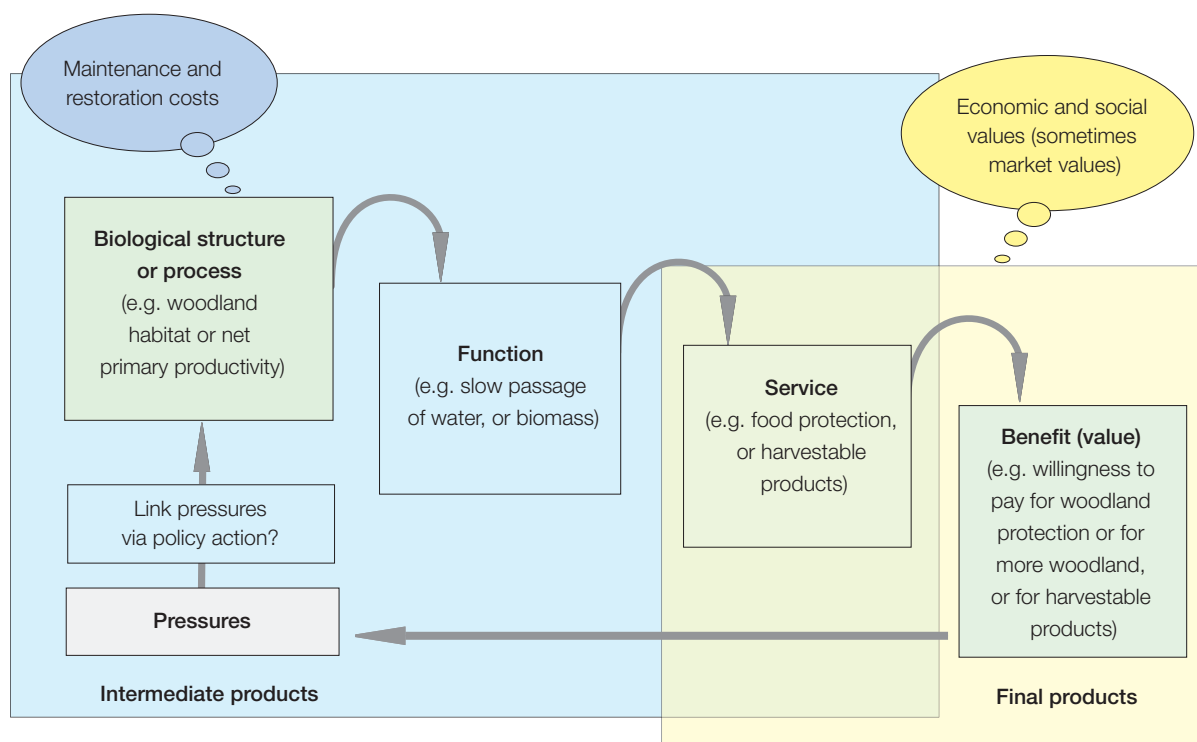 Maintenance and
restoration costs
Economic and social
values (sometimes
market values)
Biological structure
or process
(e.g. woodland
habitat or net
primary productivity)
Function
(e.g. slow passage
of water, or biomass)
Service
(e.g. food protection,
or harvestable
products)
Benefit (value)
(e.g. willingness to
pay for woodland
protection or for
more woodland,
or for harvestable
products)
Link pressures
via policy action?
Pressures
Intermediate products
Final products